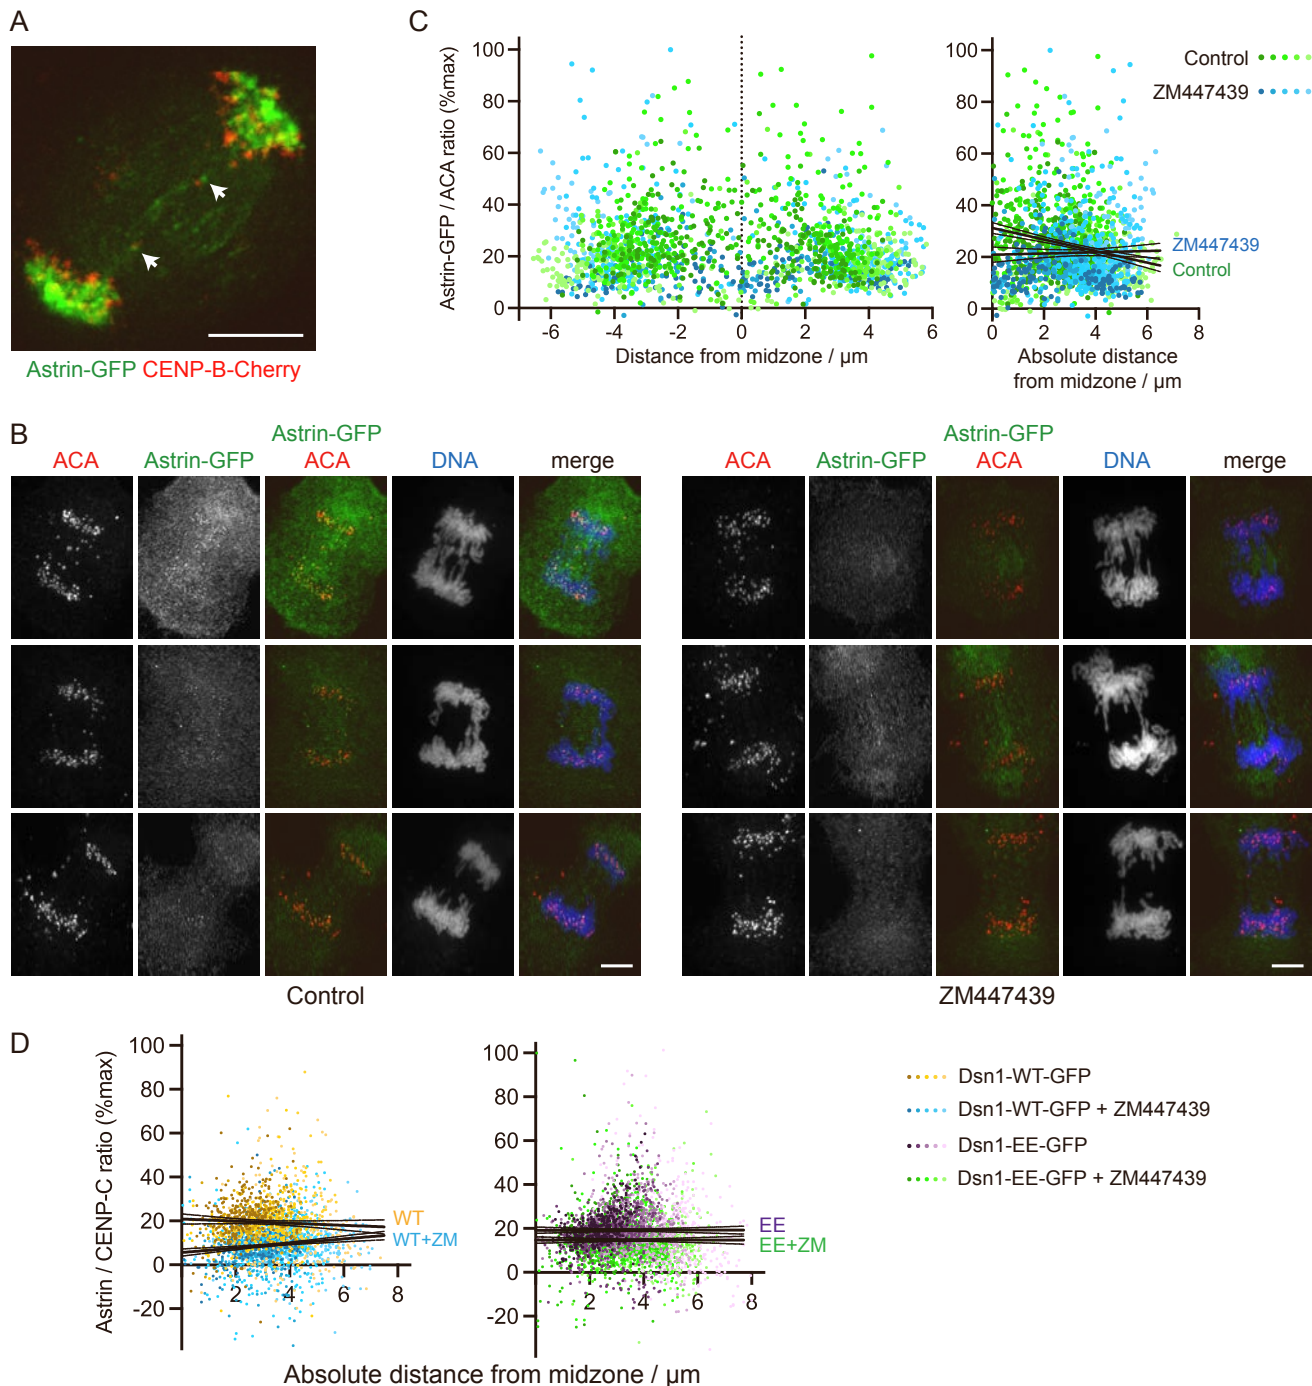 A
Astrin-GFP CENP-B-Cherry
C
Astrin-GFP / ACA ratio (%max)
100
80
60
40
20
0
-6 -4 -2 0 2 4 6
Distance from midzone / µm
100
80
60
40
20
0
0 2 4 6 8
Absolute distance
from midzone / µm
Control
ZM447439
ZM447439
Control
B
ACA Astrin-GFP Astrin-GFP ACA DNA merge
ACA Astrin-GFP Astrin-GFP ACA DNA merge
Control
ZM447439
D
Astrin / CENP-C ratio (%max)
100
80
60
40
20
0
-20
2 4 6 8
WT
WT+ZM
100
80
60
40
20
0
-20
2 4 6 8
EE
EE+ZM
Absolute distance from midzone / µm
Dsn1-WT-GFP
Dsn1-WT-GFP + ZM447439
Dsn1-EE-GFP
Dsn1-EE-GFP + ZM447439